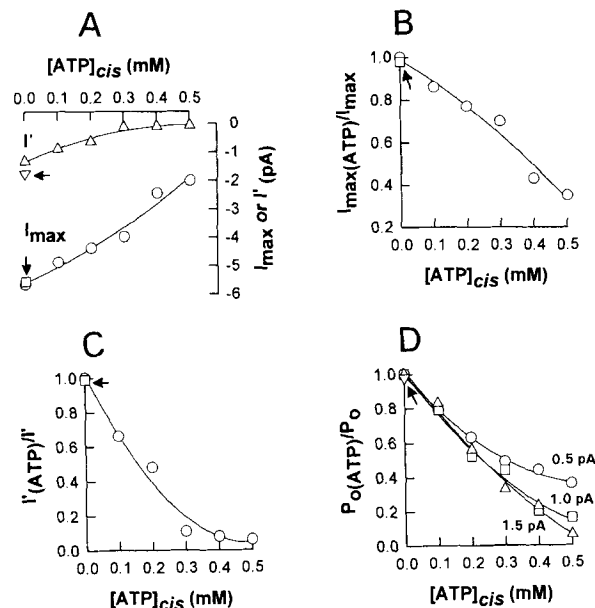 A
[ATP]cis (mM)
0.0 0.1 0.2 0.3 0.4 0.5
I'
Imax
0
-1
-2
-3
-4
-5
-6
Imax or I' (pA)
B
Imax(ATP)/Imax
1.0
0.8
0.6
0.4
0.2
0.0 0.1 0.2 0.3 0.4 0.5
[ATP]cis (mM)
C
I'(ATP)/I'
1.0
0.8
0.6
0.4
0.2
0.0
0.0 0.1 0.2 0.3 0.4 0.5
[ATP]cis (mM)
D
Po(ATP)/Po
1.0
0.8
0.6
0.4
0.2
0.0
0.5 pA
1.0 pA
1.5 pA
0.0 0.1 0.2 0.3 0.4 0.5
[ATP]cis (mM)